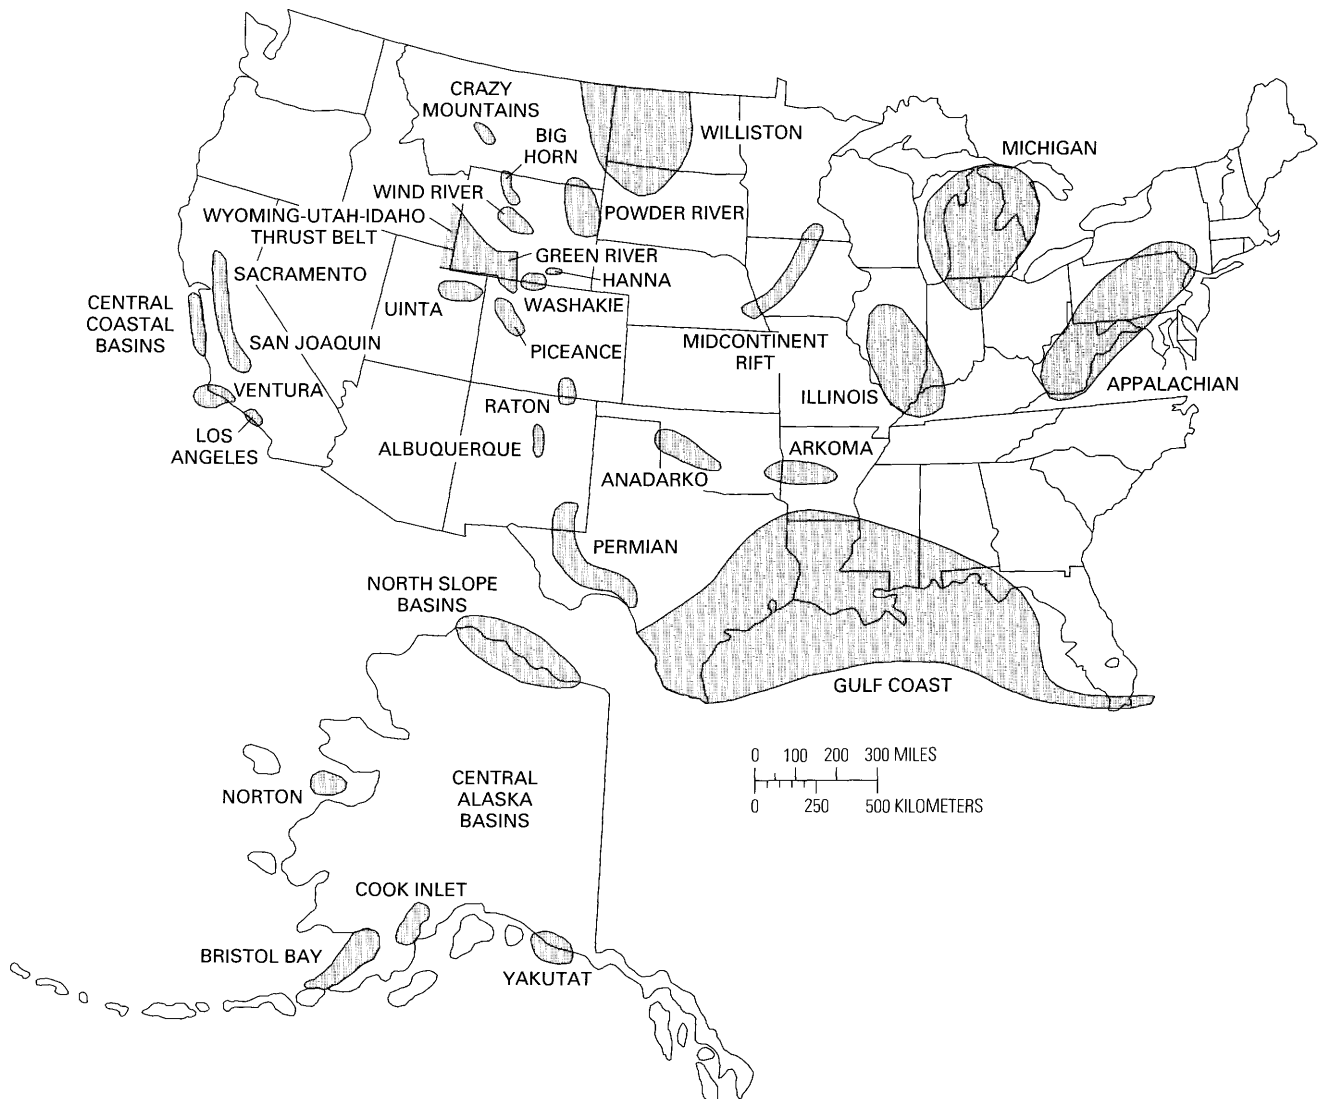 CRAZY
MOUNTAINS
BIG
HORN
WILLISTON
MICHIGAN
WIND RIVER
WYOMING-UTAH-IDAHO
THRUST BELT
POWDER RIVER
GREEN RIVER
HANNA
SACRAMENTO
CENTRAL
COASTAL
BASINS
UINTA
WASHAKIE
SAN JOAQUIN
PICEANCE
MIDCONTINENT
RIFT
VENTURA
RATON
ILLINOIS
APPALACHIAN
LOS
ANGELES
ALBUQUERQUE
ANADARKO
ARKOMA
PERMIAN
NORTH SLOPE
BASINS
GULF COAST
0 100 200 300 MILES
0 250 500 KILOMETERS
NORTON
CENTRAL
ALASKA
BASINS
COOK INLET
BRISTOL BAY
YAKUTAT